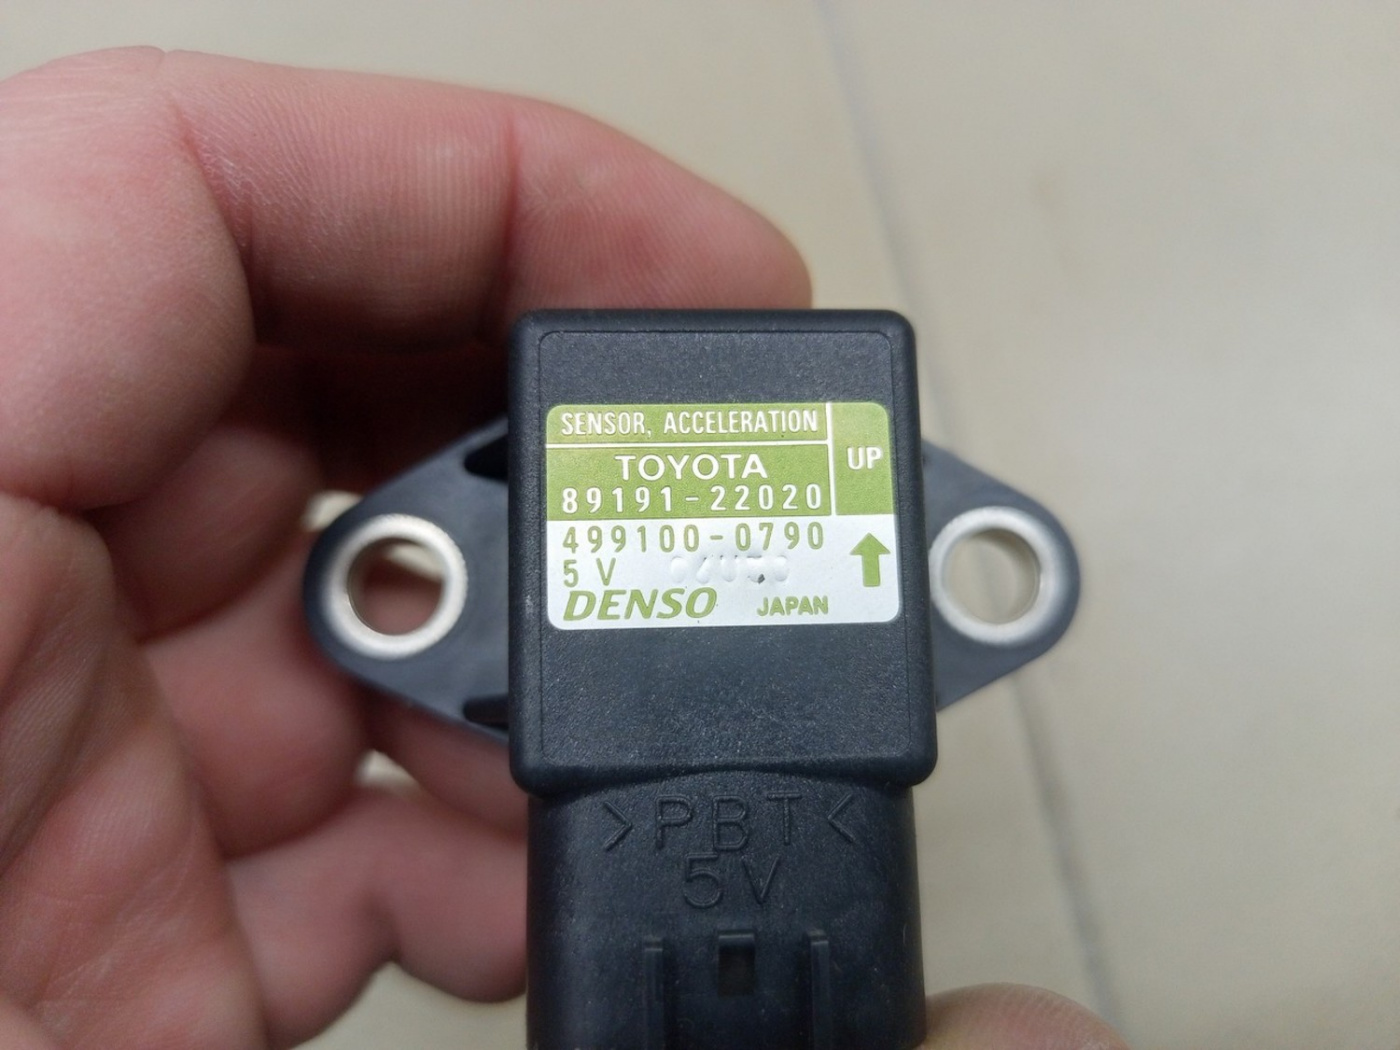 SENSOR, ACCELERATION
UP
TOYOTA
89191-22020
499100-0790
5 V
DENSO JAPAN
>PBT<
5V